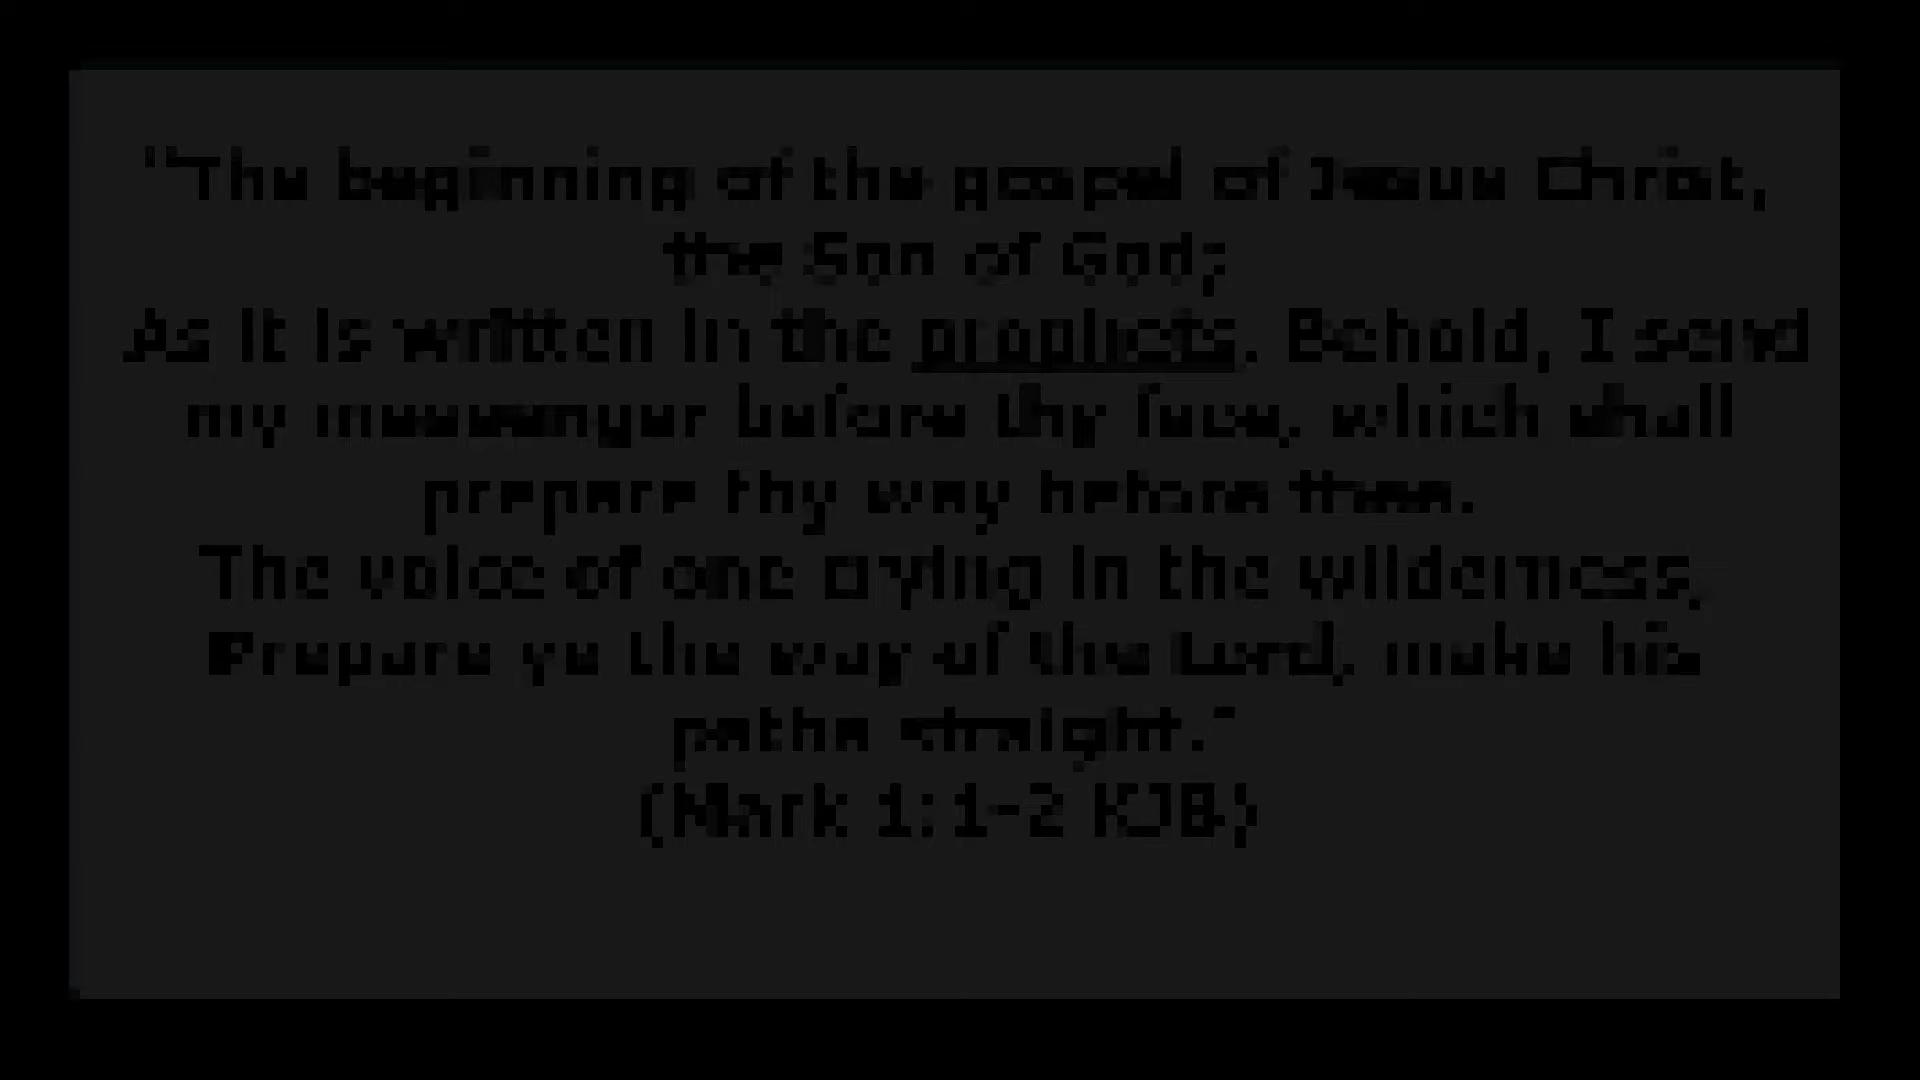 "The beginning of the gospel of Jesus Christ,
the Son of God;
As it is written in the prophets. Behold, I send
my messenger before thy face, which shall
prepare thy way before thee.
The voice of one crying in the wilderness,
Prepare ye the way of the Lord, make his
paths straight."
(Mark 1:1-2 KJB)